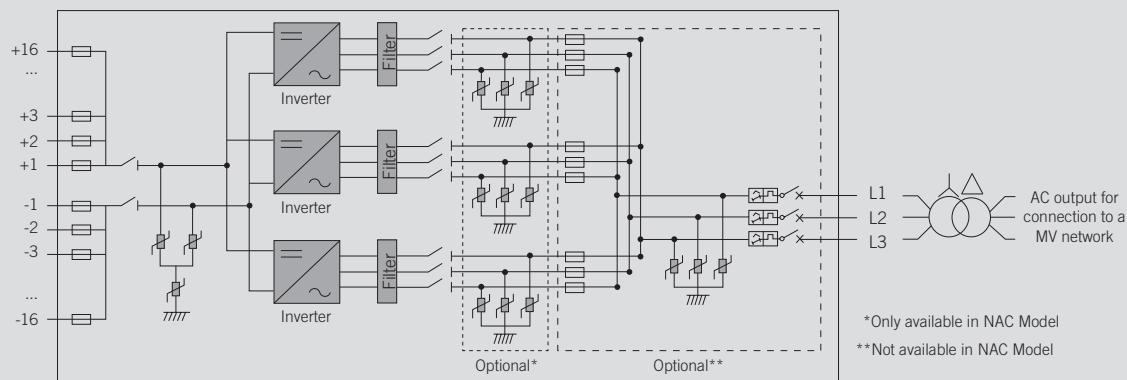 +16
...
+3
+2
+1
-1
-2
-3
...
-16
Inverter
Filter
Inverter
Filter
Inverter
Filter
Optional*
Optional**
L1
L2
L3
AC output for
connection to a
MV network
*Only available in NAC Model
**Not available in NAC Model